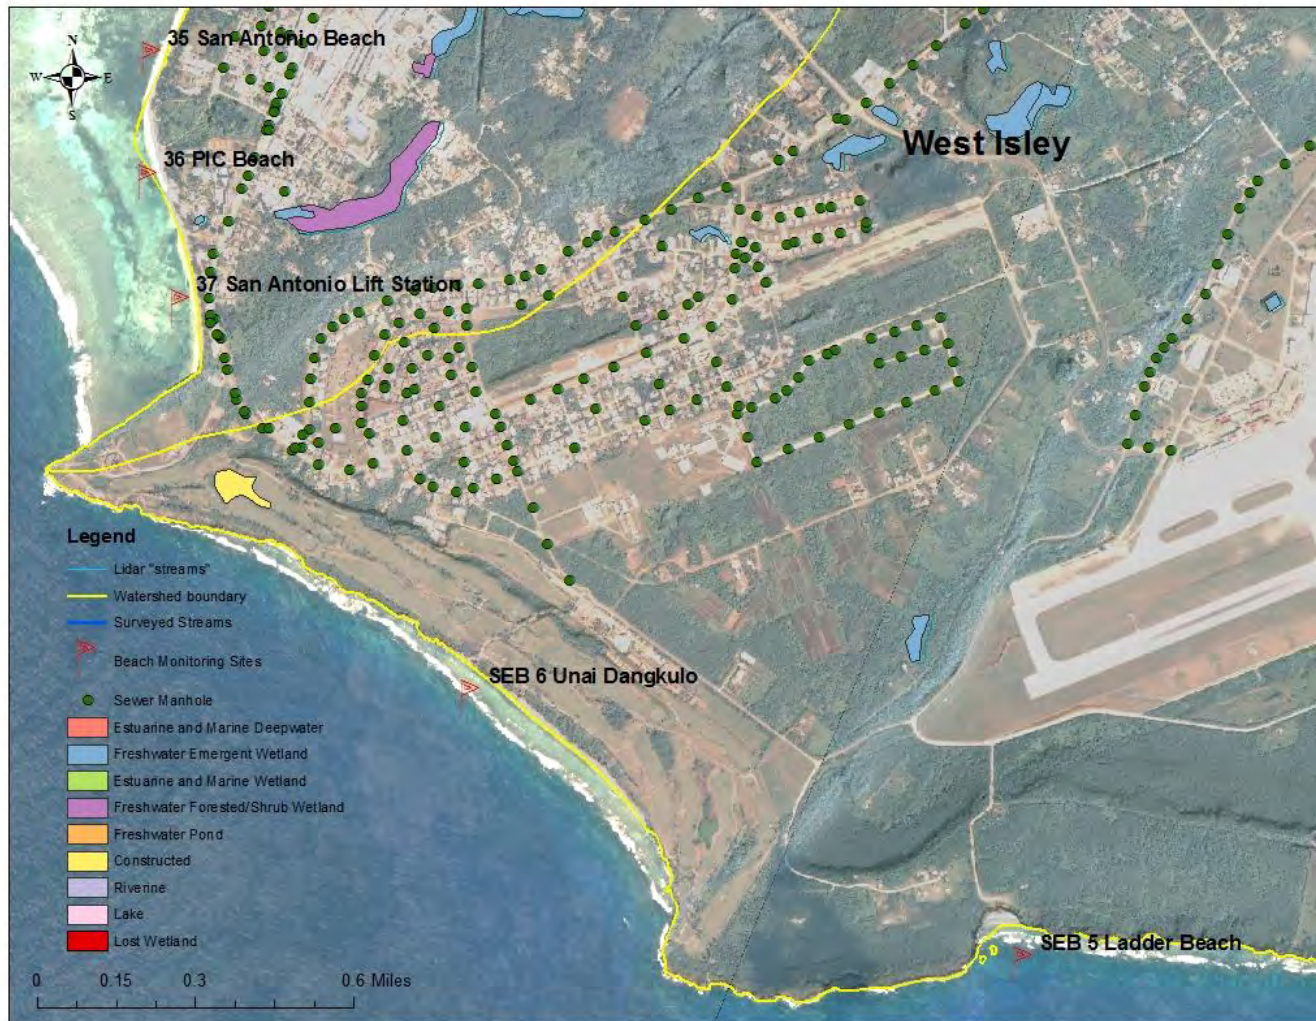 35 San Antonio Beach
N
W
E
S
36 PIC Beach
West Isley
37 San Antonio Lift Station
Legend
Lidar "streams"
Watershed boundary
Surveyed Streams
Beach Monitoring Sites
Sewer Manhole
Estuarine and Marine Deepwater
Freshwater Emergent Wetland
Estuarine and Marine Wetland
Freshwater Forested/Shrub Wetland
Freshwater Pond
Constructed
Riverine
Lake
Lost Wetland
SEB 6 Unai Dangkulo
SEB 5 Ladder Beach
0 0.15 0.3 0.6 Miles